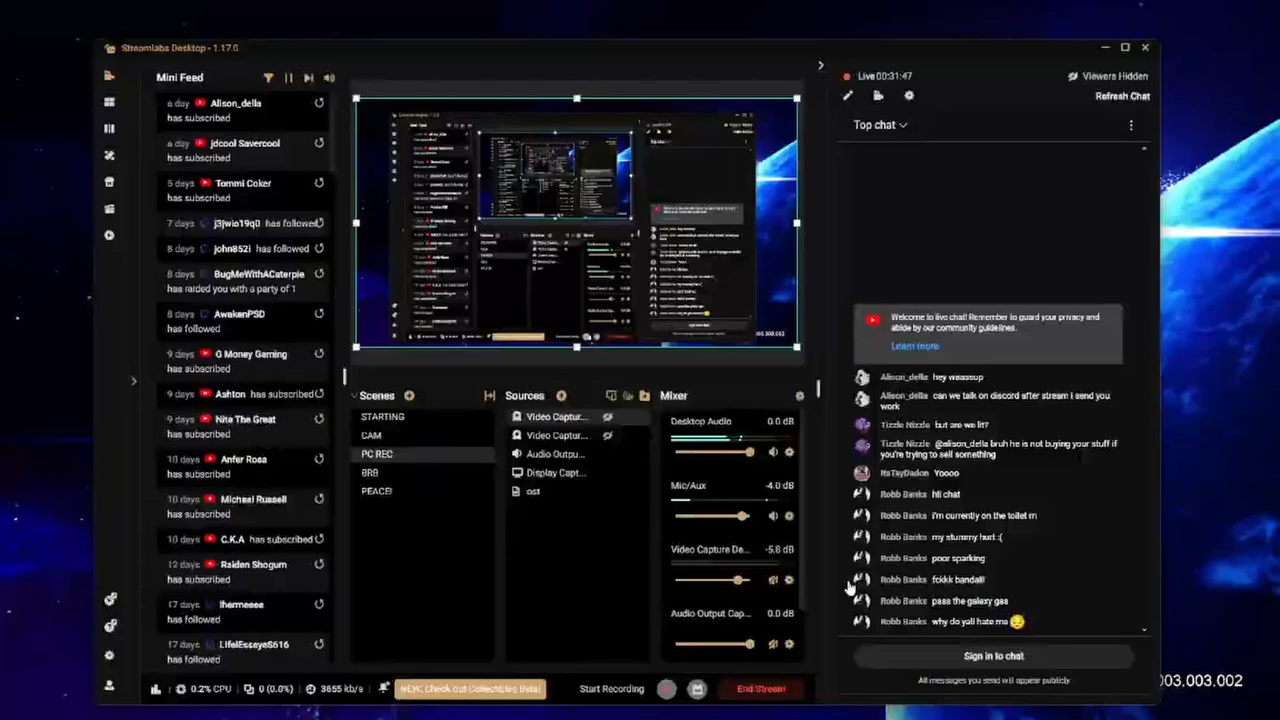 Streamlabs Desktop - 1.17.0
Mini Feed
a day Alison_della
has subscribed
a day jdcool Savercool
has subscribed
5 days Tommi Coker
has subscribed
7 days j3jwio19q0 has followed
8 days john852i has followed
8 days BugMeWithACaterpie
has raided you with a party of 1
8 days AwakenPSD
has followed
9 days G Money Gaming
has subscribed
9 days Ashton has subscribed
9 days Nita The Great
has subscribed
10 days Anfer Rosa
has subscribed
10 days Micheal Russell
has subscribed
10 days C.K.A has subscribed
12 days Raiden Shogum
has subscribed
17 days lhermeeee
has followed
17 days LifeIEssayeS616
has followed
Scenes
STARTING
CAM
PC REC
BRB
PEACE!
Sources
Video Captur...
Video Captur...
Audio Outpu...
Display Capt...
ost
Mixer
Desktop Audio 0.0 dB
Mic/Aux -4.0 dB
Video Capture De... -5.8 dB
Audio Output Cap... 0.0 dB
0.2% CPU 0 (0.0%) 3655 kb/s NEW: Check out Collectibles Beta! Start Recording End Stream
Live 00:31:47 Viewers Hidden
Refresh Chat
Top chat
Welcome to live chat! Remember to guard your privacy and
abide by our community guidelines.
Learn more
Alison_della hey waassup
Alison_della can we talk on discord after stream i send you
work
Tizzle Nizzle but are we lit?
Tizzle Nizzle @alison_della bruh he is not buying your stuff if
you're trying to sell something
MsTayDadon Yoooo
Robb Banks hii chat
Robb Banks i'm currently on the toilet rn
Robb Banks my stummy hurt :(
Robb Banks poor sparking
Robb Banks fckkk bandaiii
Robb Banks pass the galaxy gas
Robb Banks why do yall hate me 😔
Sign in to chat
All messages you send will appear publicly.
003.003.002